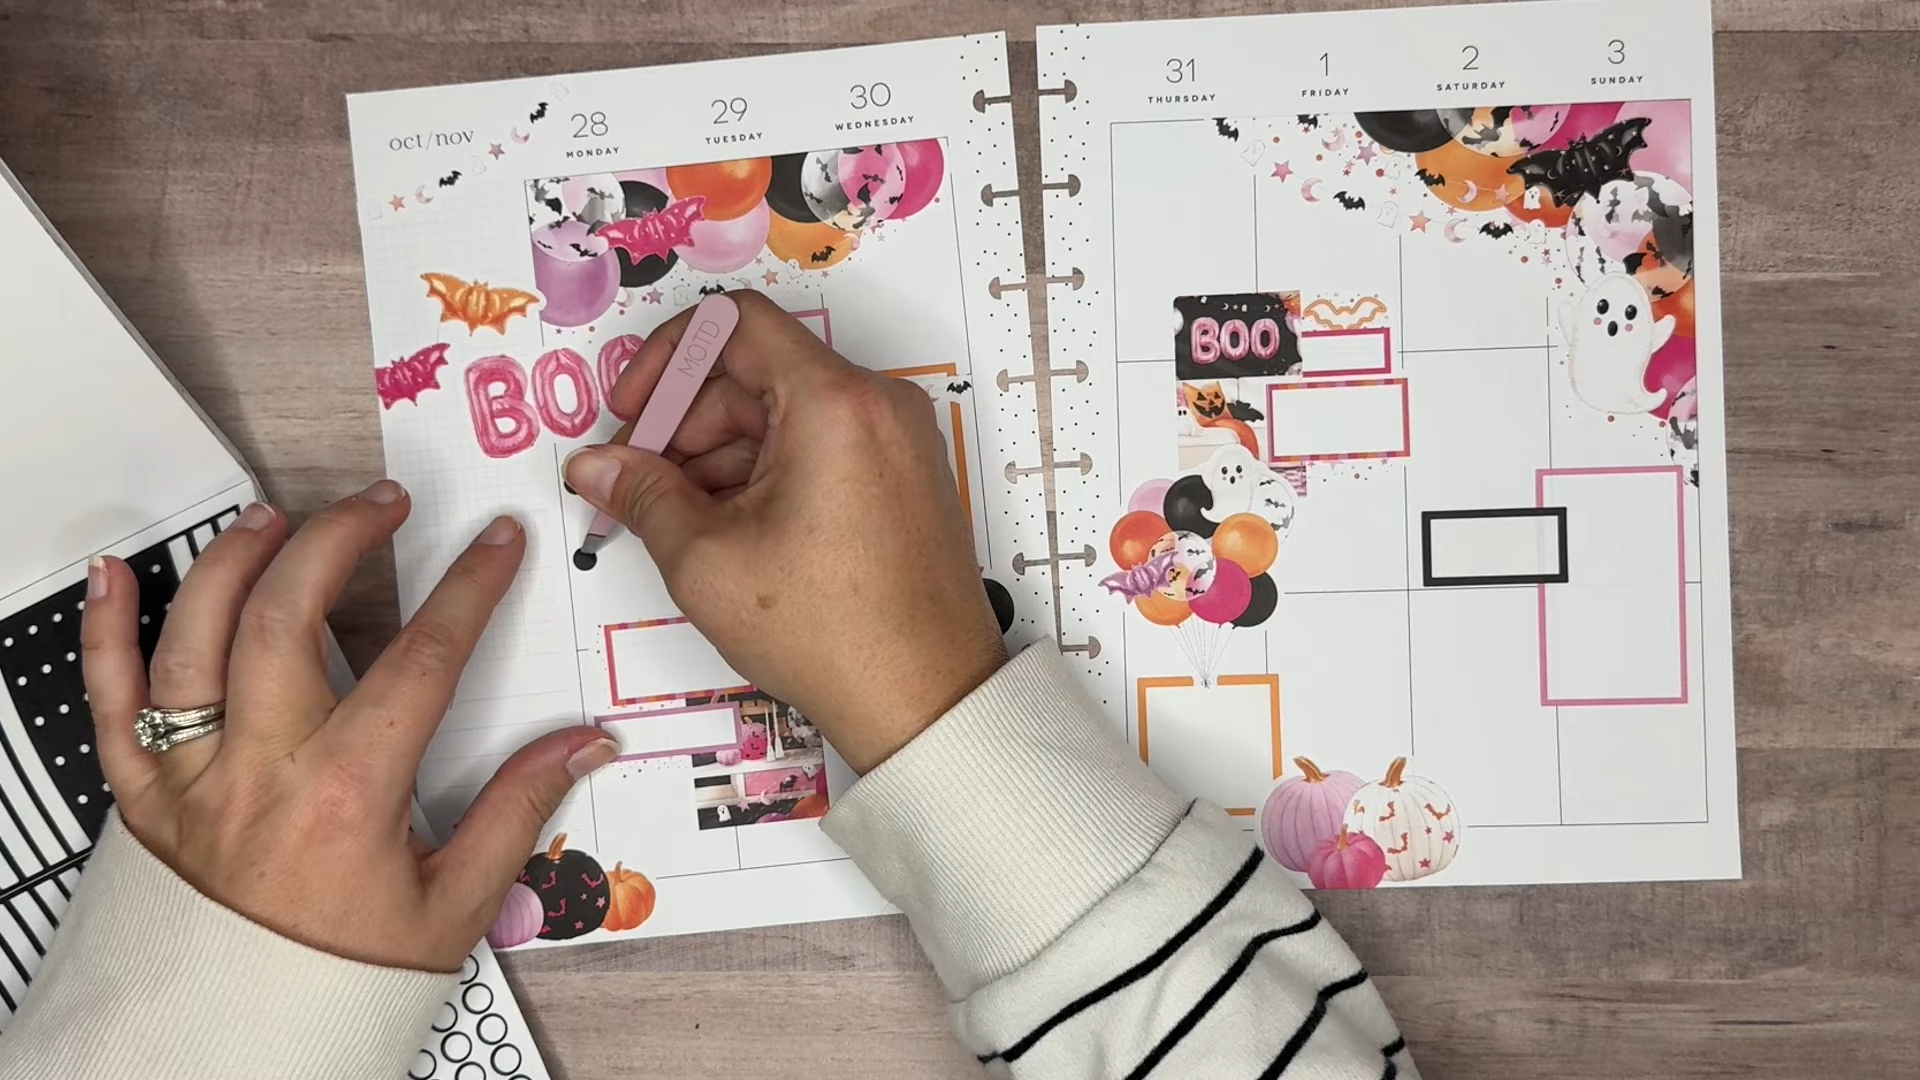 oct/nov
28
MONDAY
29
TUESDAY
30
WEDNESDAY
31
THURSDAY
1
FRIDAY
2
SATURDAY
3
SUNDAY
BOO
MOTD
BOO